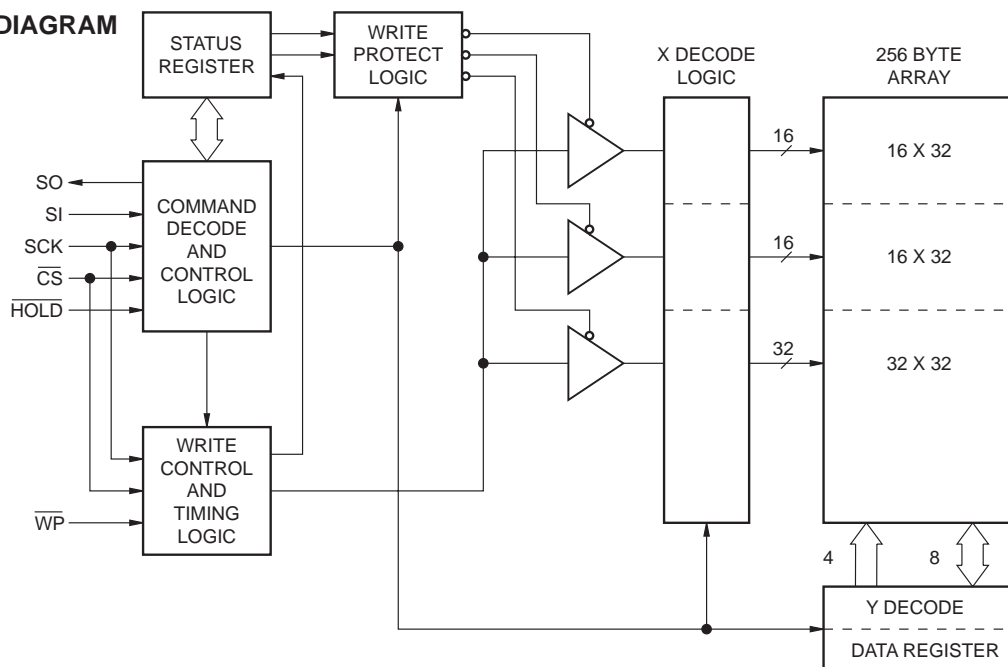 DIAGRAM
STATUS
REGISTER
WRITE
PROTECT
LOGIC
X DECODE
LOGIC
256 BYTE
ARRAY
SO
SI
SCK
CS
HOLD
COMMAND
DECODE
AND
CONTROL
LOGIC
16
16 X 32
16
16 X 32
32
32 X 32
WP
WRITE
CONTROL
AND
TIMING
LOGIC
4
8
Y DECODE
DATA REGISTER